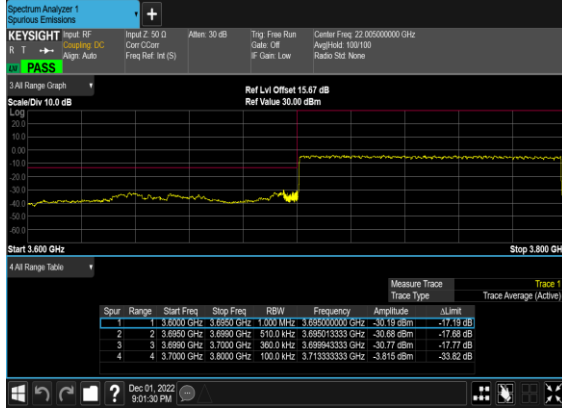 Spectrum Analyzer 1
Spurious Emissions
+
KEYSIGHT Input: RF Input Z: 50 Ω Atten: 30 dB Trig: Free Run Center Freq: 22.005000000 GHz
R T Coupling: DC Corr CCorr Gate: Off Avg|Hold: 100/100
Align: Auto Freq Ref: Int (S) IF Gain: Low Radio Std: None
PASS
3 All Range Graph Ref Lvl Offset 15.67 dB
Scale/Div 10.0 dB Ref Value 30.00 dBm
Log
20.0
10.0
0.00
-10.0
-20.0
-30.0
-40.0
-50.0
-60.0
Start 3.600 GHz Stop 3.800 GH
4 All Range Table
Measure Trace Trace 1
Trace Type Trace Average (Active)
Spur Range Start Freq Stop Freq RBW Frequency Amplitude ΔLimit
1 1 3.6000 GHz 3.6950 GHz 1.000 MHz 3.695000000 GHz -30.19 dBm -17.19 dB
2 2 3.6950 GHz 3.6990 GHz 510.0 kHz 3.695013333 GHz -30.68 dBm -17.68 dB
3 3 3.6990 GHz 3.7000 GHz 360.0 kHz 3.699943333 GHz -30.77 dBm -17.77 dB
4 4 3.7000 GHz 3.8000 GHz 100.0 kHz 3.713333333 GHz -3.815 dBm -33.82 dB
? Dec 01, 2022
9:01:30 PM